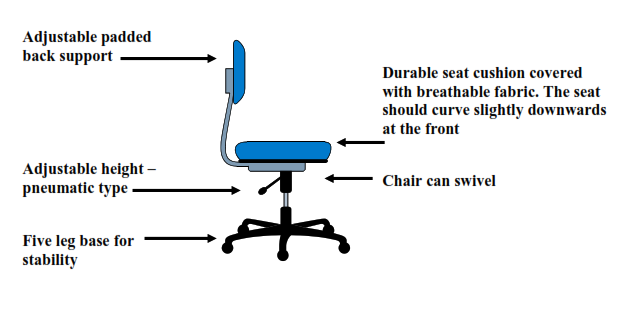 Adjustable padded
back support
Durable seat cushion covered
with breathable fabric. The seat
should curve slightly downwards
at the front
Adjustable height –
pneumatic type
Chair can swivel
Five leg base for
stability